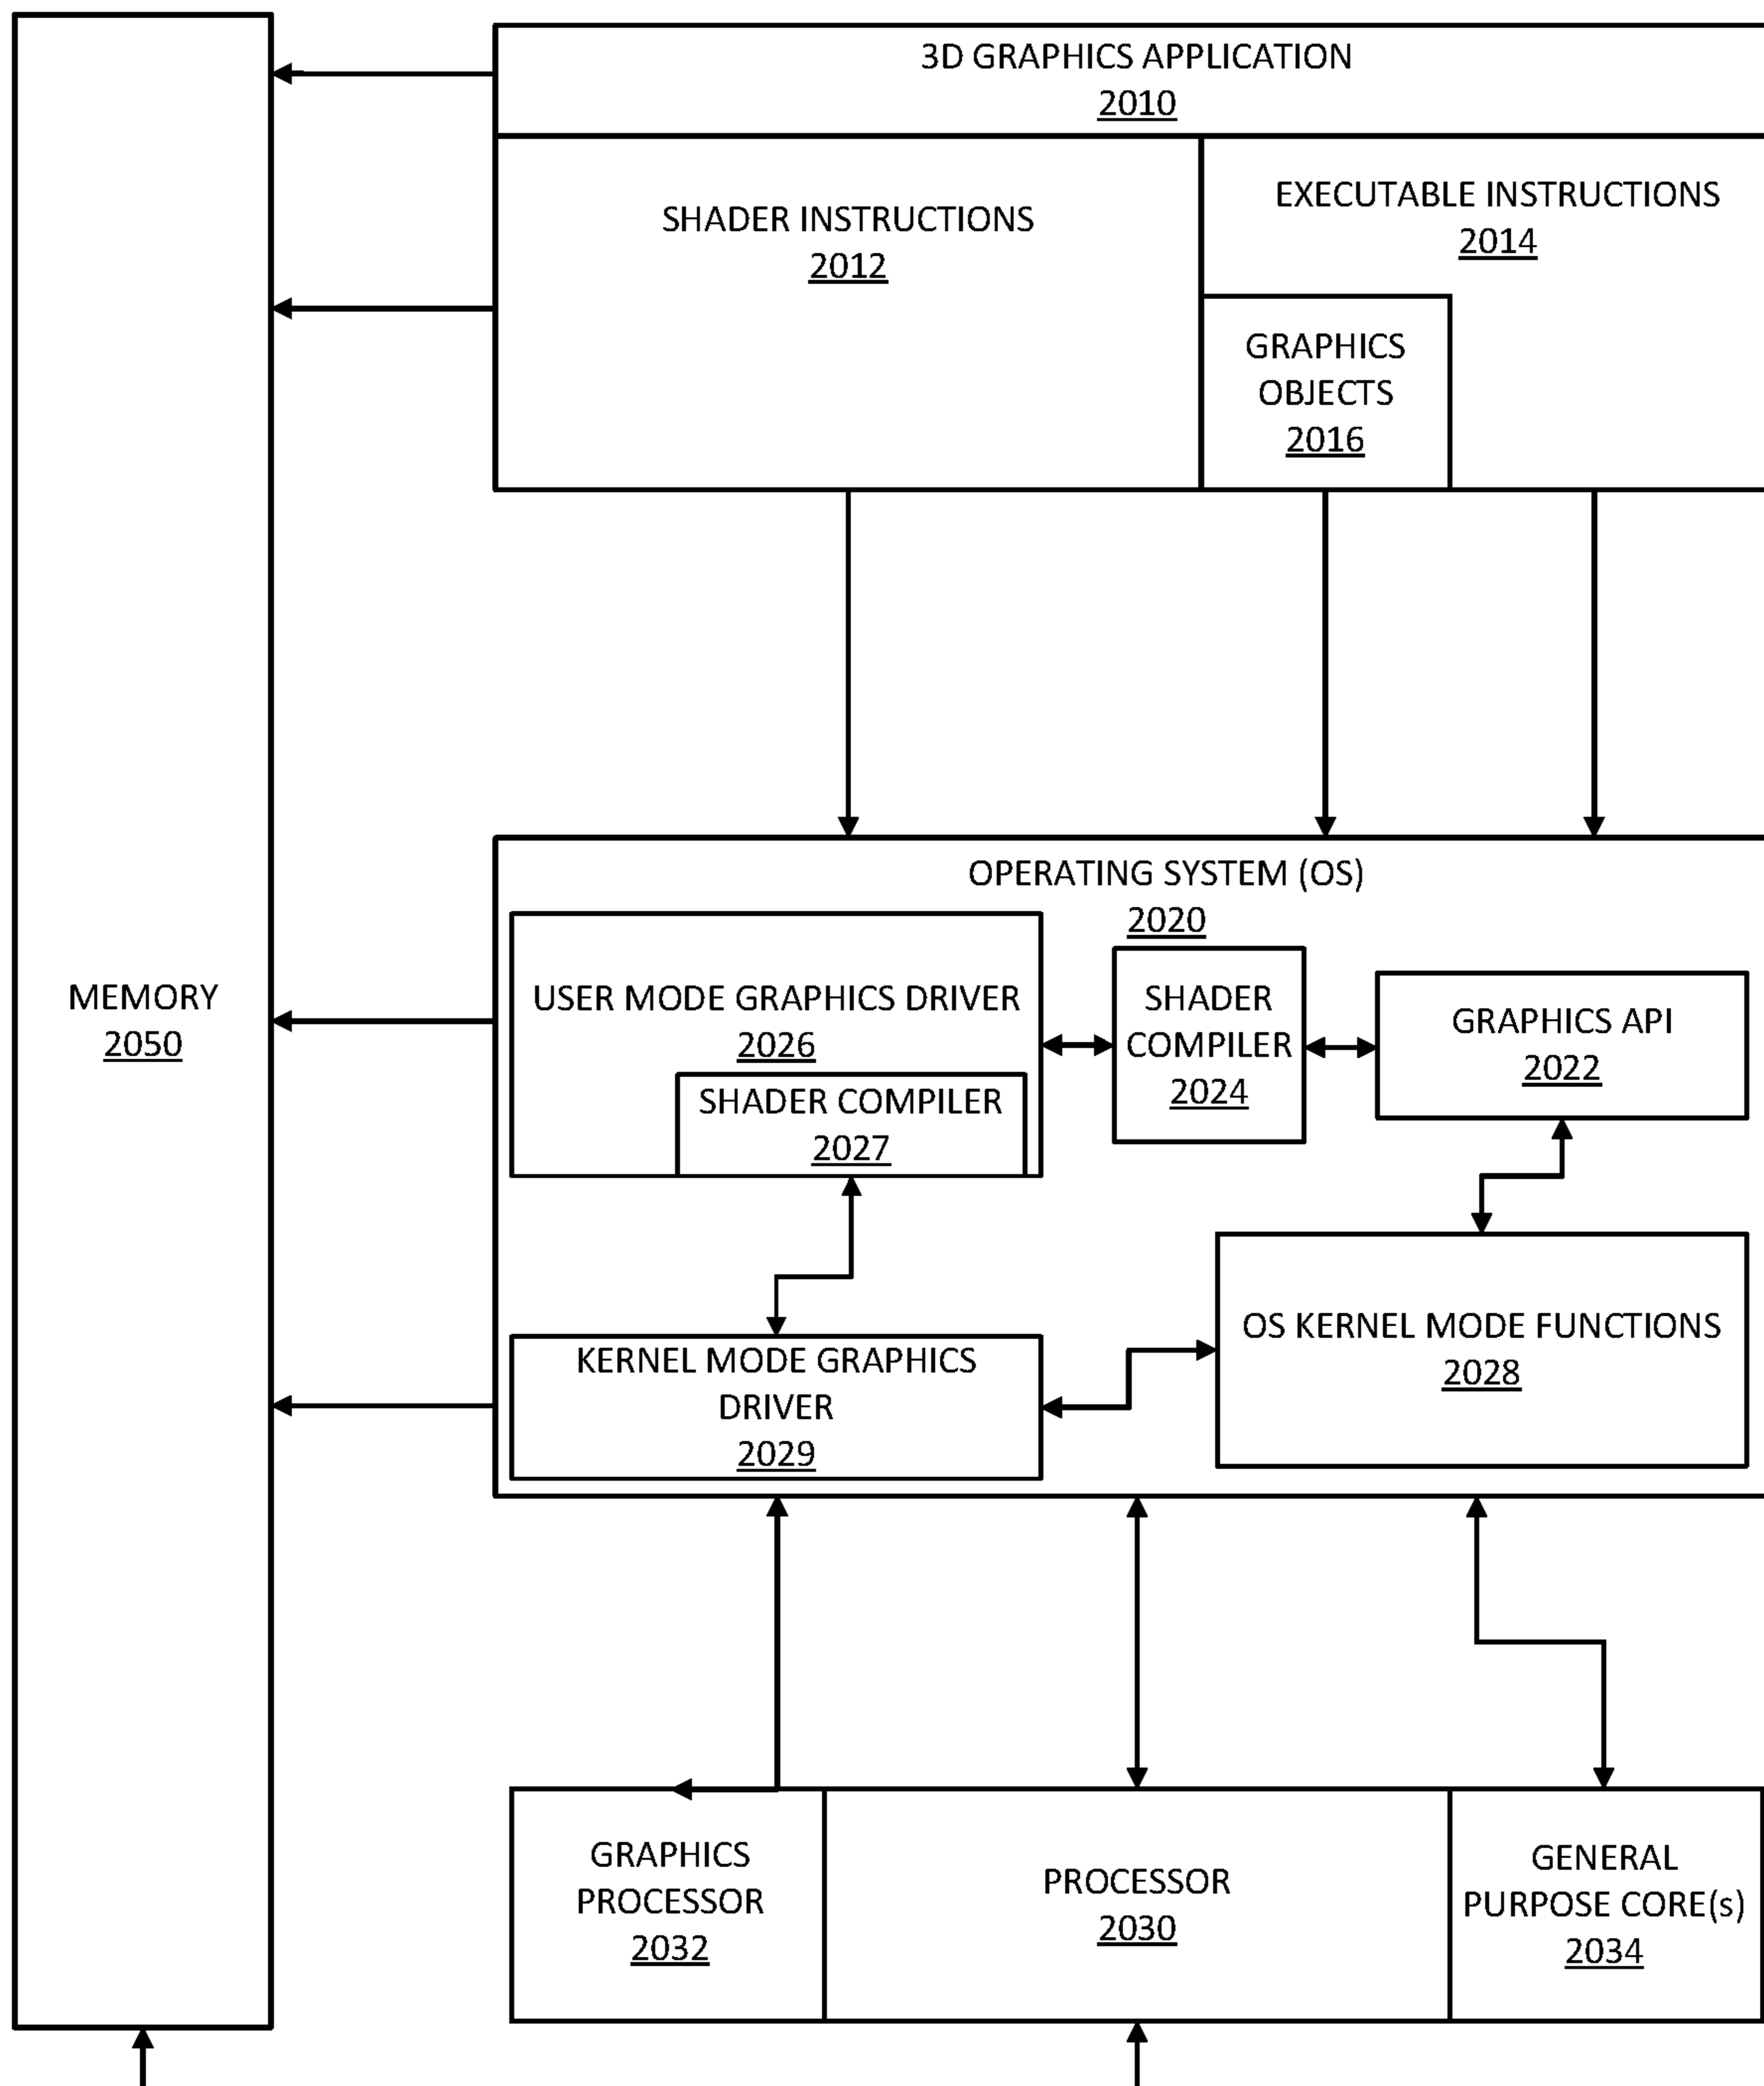 3D GRAPHICS APPLICATION
2010
SHADER INSTRUCTIONS
2012
EXECUTABLE INSTRUCTIONS
2014
GRAPHICS
OBJECTS
2016
MEMORY
2050
OPERATING SYSTEM (OS)
2020
USER MODE GRAPHICS DRIVER
2026
SHADER COMPILER
2027
SHADER
COMPILER
2024
GRAPHICS API
2022
KERNEL MODE GRAPHICS
DRIVER
2029
OS KERNEL MODE FUNCTIONS
2028
GRAPHICS
PROCESSOR
2032
PROCESSOR
2030
GENERAL
PURPOSE CORE(s)
2034